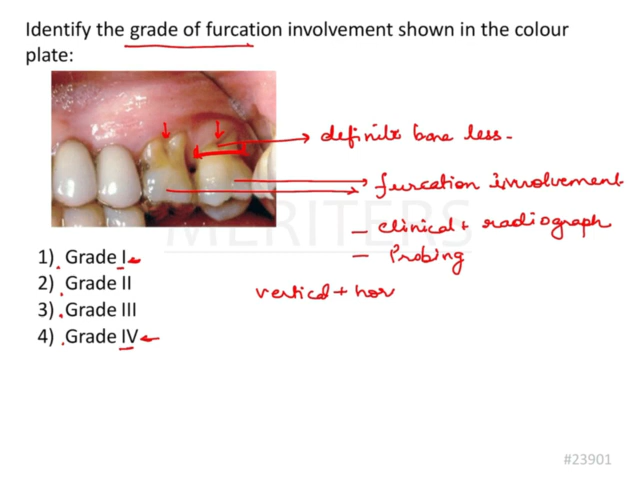 Identify the grade of furcation involvement shown in the colour
plate:
definite bone less -
furcation involvement
- clinical + radiograph
- Probing
vertical + hor
MERITERS
1) Grade I
2) Grade II
3) Grade III
4) Grade IV
#23901